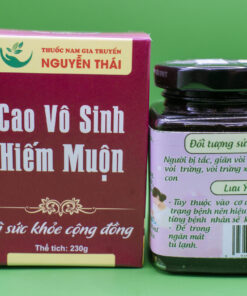 THUỐC NAM GIA TRUYỀN
NGUYỄN THÁI
Cao Vô Sinh
Hiếm Muộn
sức khỏe cộng đồng
Thể tích: 230g
Đối tượng sử
Người bị tắc, giãn vòi
vòi trứng, vòi trứng
con
Lưu
- Tùy thuộc vào cơ
trạng bệnh nên hiệu
từng bệnh nhân sẽ
- Để trong
ngăn mát
tủ lạnh.